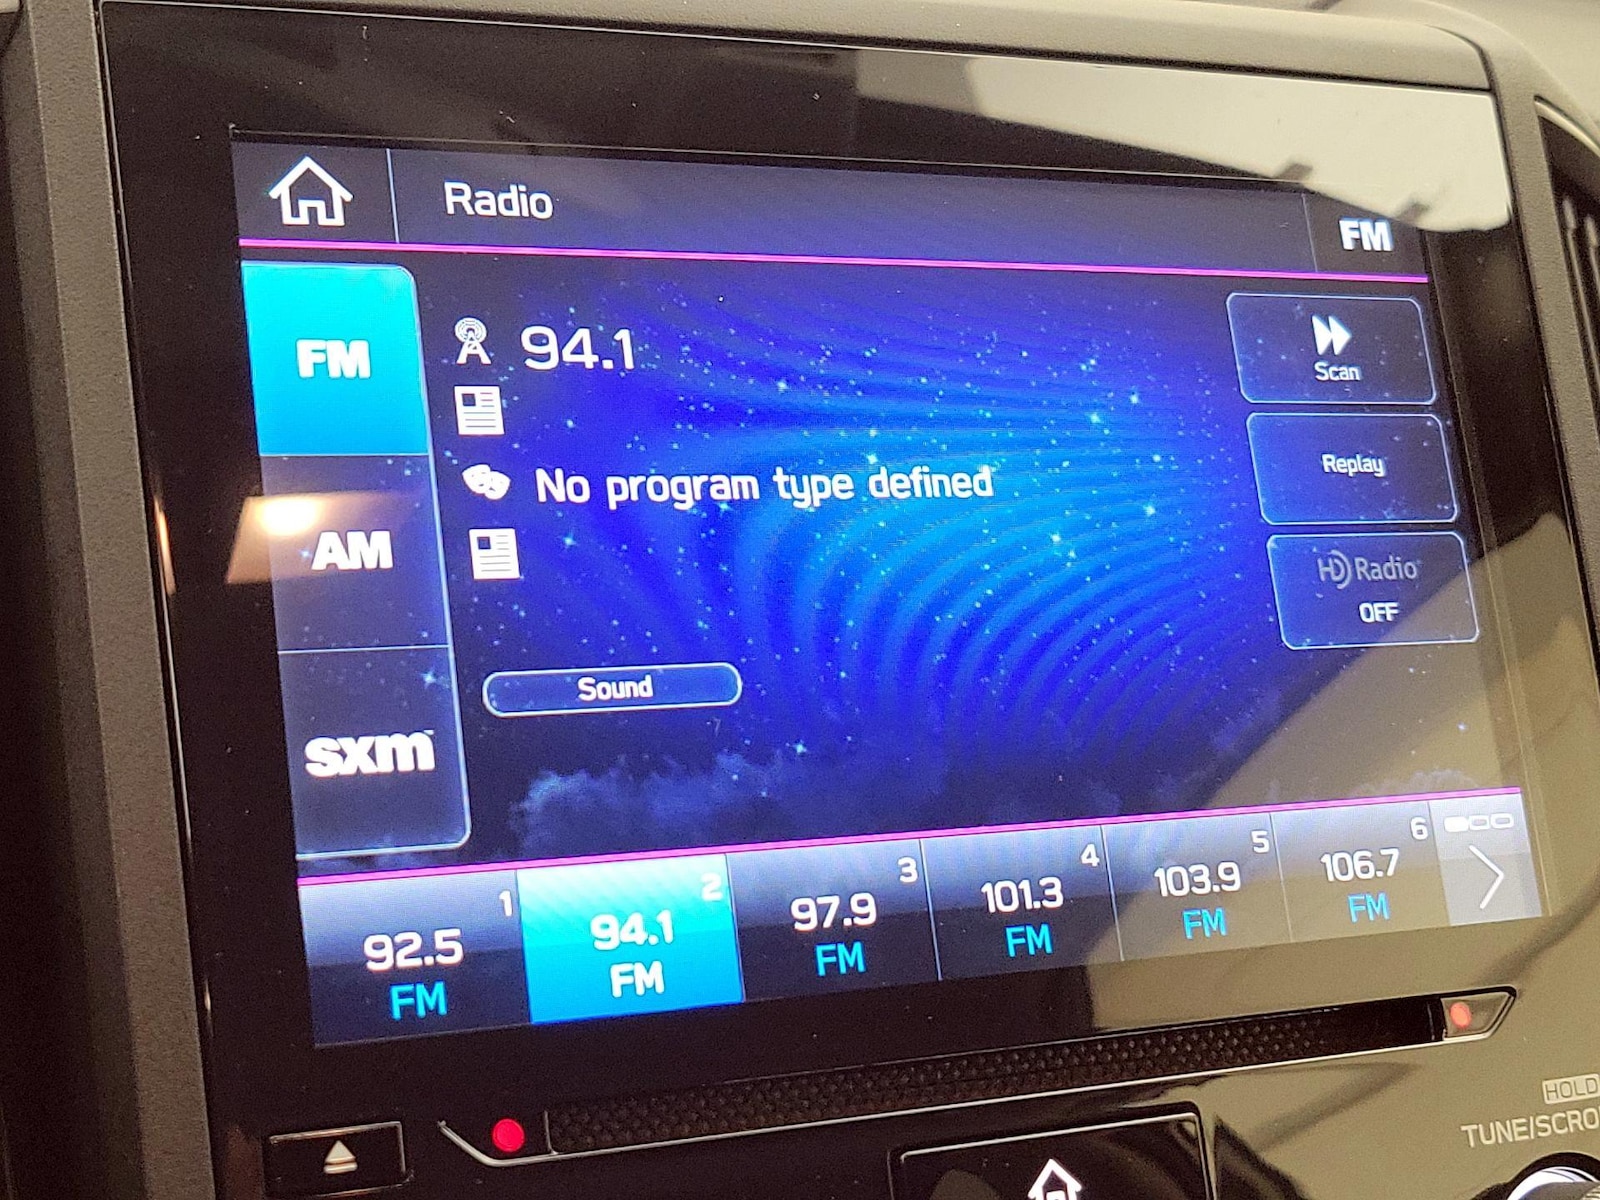 Radio
FM
FM
AM
sxm
94.1
No program type defined
Sound
Scan
Replay
HD Radio
OFF
1
92.5
FM
2
94.1
FM
3
97.9
FM
4
101.3
FM
5
103.9
FM
6
106.7
FM
HOLD